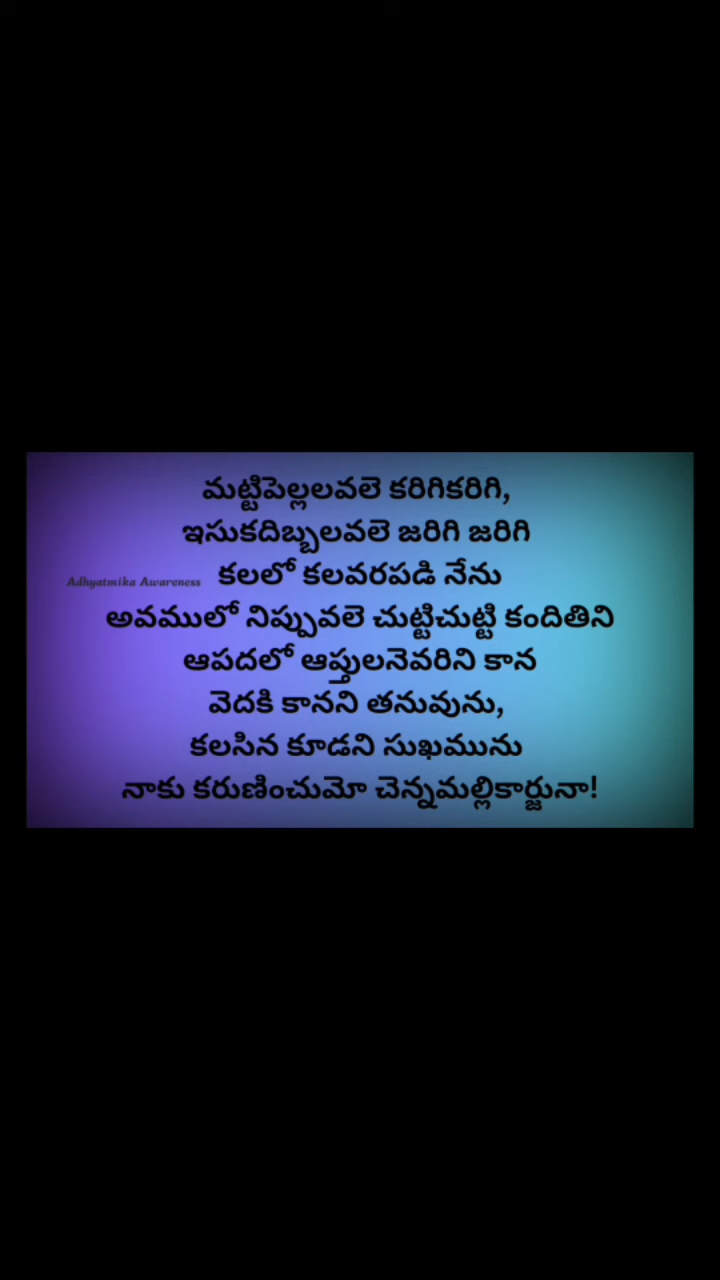 మట్టిపెల్లలవలె కరిగికరిగి,
ఇసుకదిబ్బలవలె జరిగి జరిగి
కలలో కలవరపడి నేను
Adhyatmika Awareness
అవములో నిప్పువలె చుట్టిచుట్టి కందితిని
ఆపదలో ఆప్తులనెవరిని కాన
వెదకి కానని తనువును,
కలసిన కూడని సుఖమును
నాకు కరుణించుమో చెన్నమల్లికార్జునా!